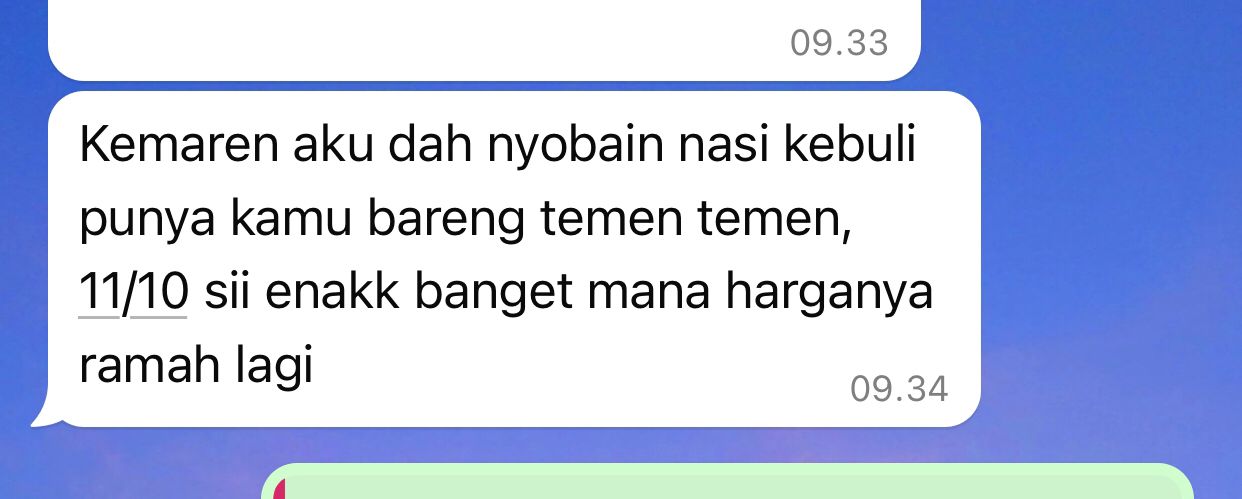 09.33
Kemaren aku dah nyobain nasi kebuli
punya kamu bareng temen temen,
11/10 sii enakk banget mana harganya
ramah lagi
09.34